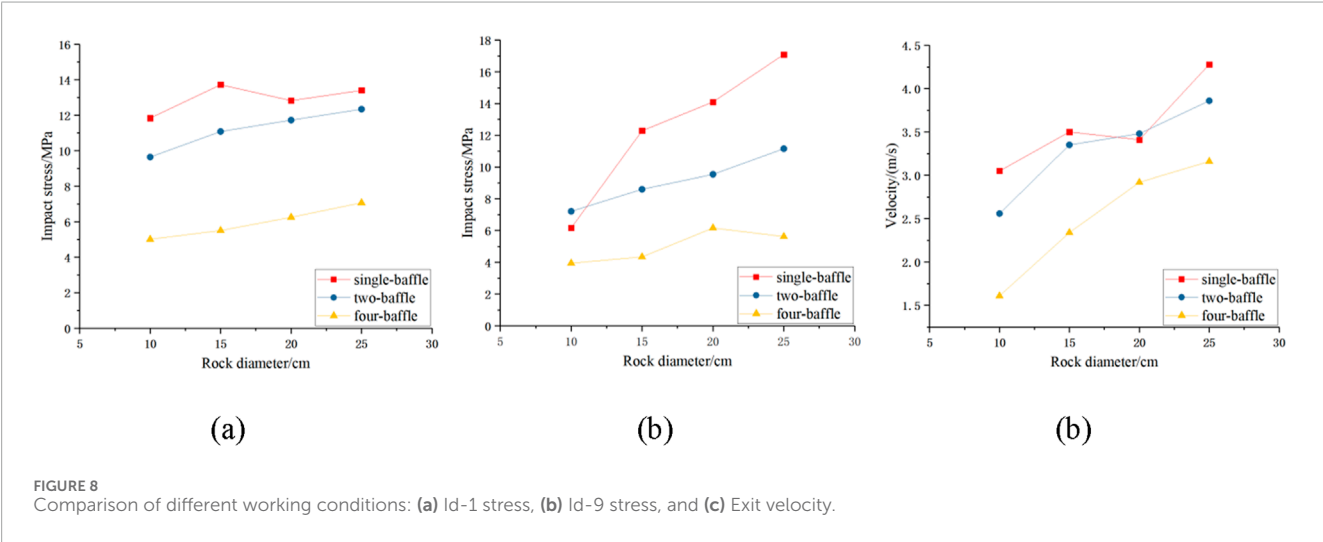 16
14
12
10
8
6
4
2
0
5
10
15
20
25
30
Impact stress/MPa
Rock diameter/cm
single-baffle
two-baffle
four-baffle
(a)
18
16
14
12
10
8
6
4
2
0
5
10
15
20
25
30
Impact stress/MPa
Rock diameter/cm
single-baffle
two-baffle
four-baffle
(b)
4.5
4.0
3.5
3.0
2.5
2.0
1.5
5
10
15
20
25
30
Velocity/(m/s)
Rock diameter/cm
single-baffle
two-baffle
four-baffle
(b)
FIGURE 8
Comparison of different working conditions: (a) Id-1 stress, (b) Id-9 stress, and (c) Exit velocity.